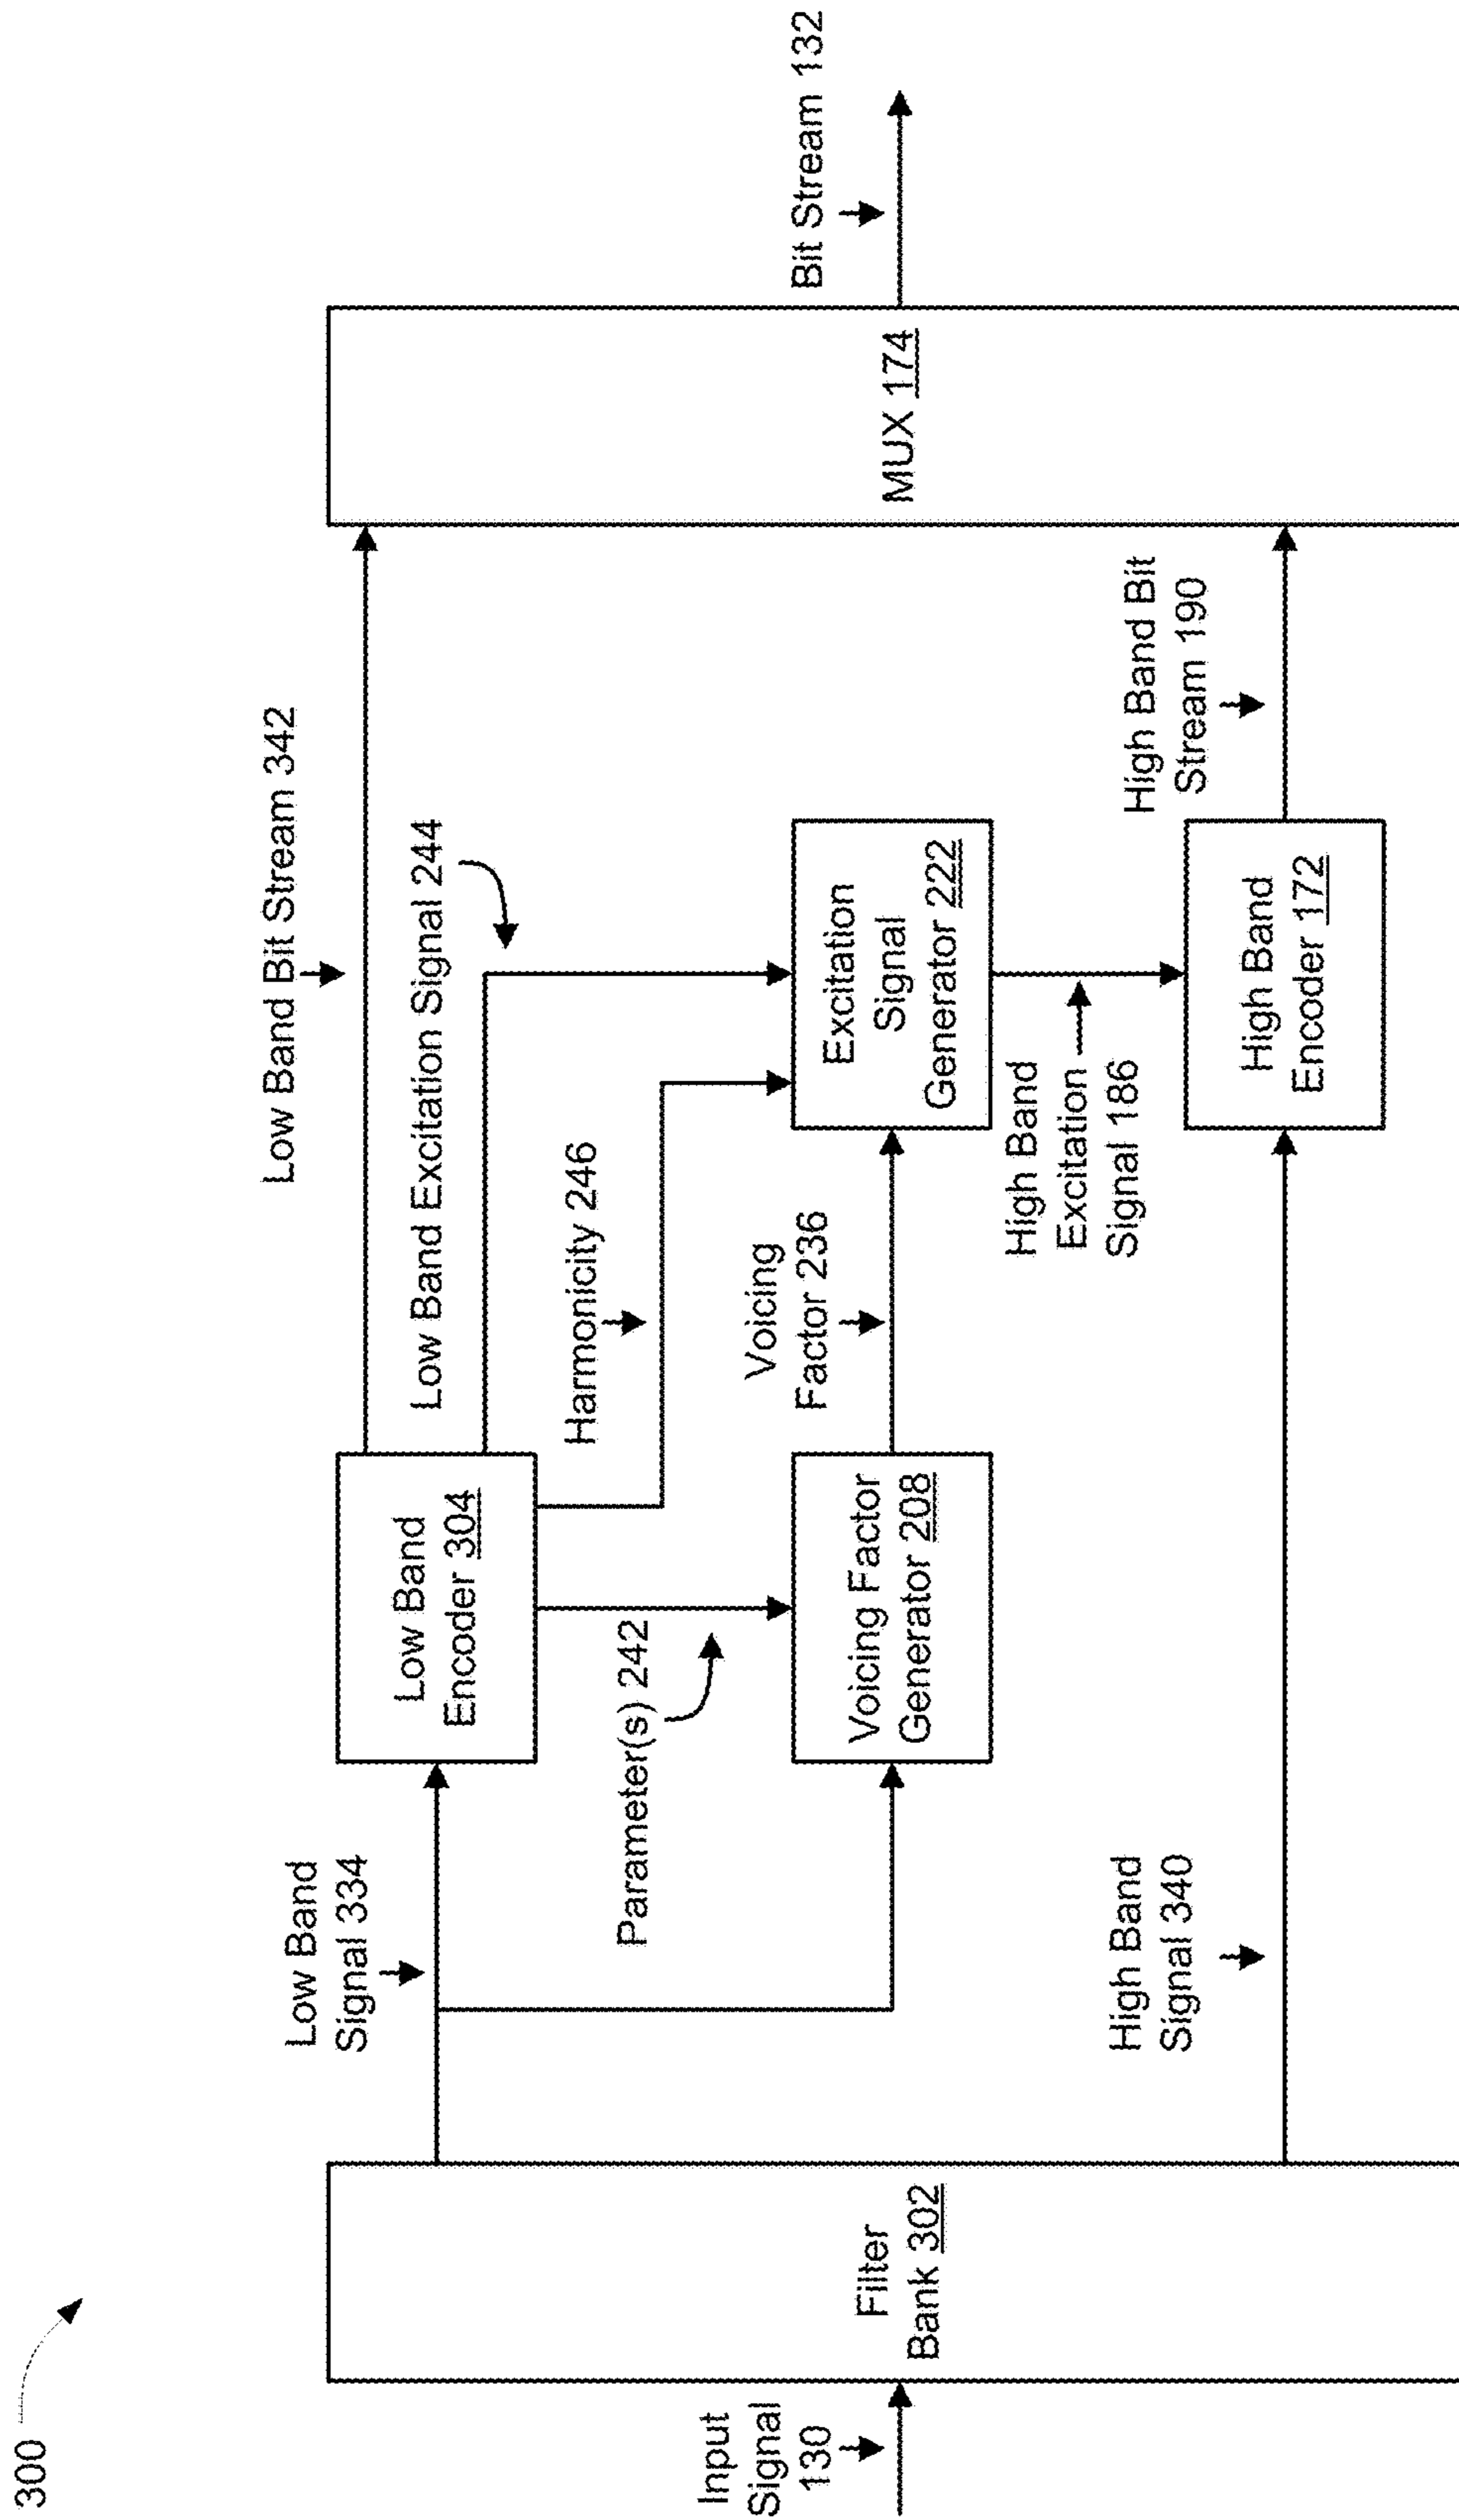 300
Input
Signal
130
Filter
Bank 302
Low Band
Signal 334
High Band
Signal 340
Low Band
Encoder 304
Parameter(s) 242
Voicing Factor
Generator 208
Low Band Bit Stream 342
Low Band Excitation Signal 244
Harmonicity 246
Voicing
Factor 236
Excitation
Signal
Generator 222
High Band
Excitation
Signal 186
High Band
Encoder 172
High Band Bit
Stream 190
MUX 174
Bit Stream 132